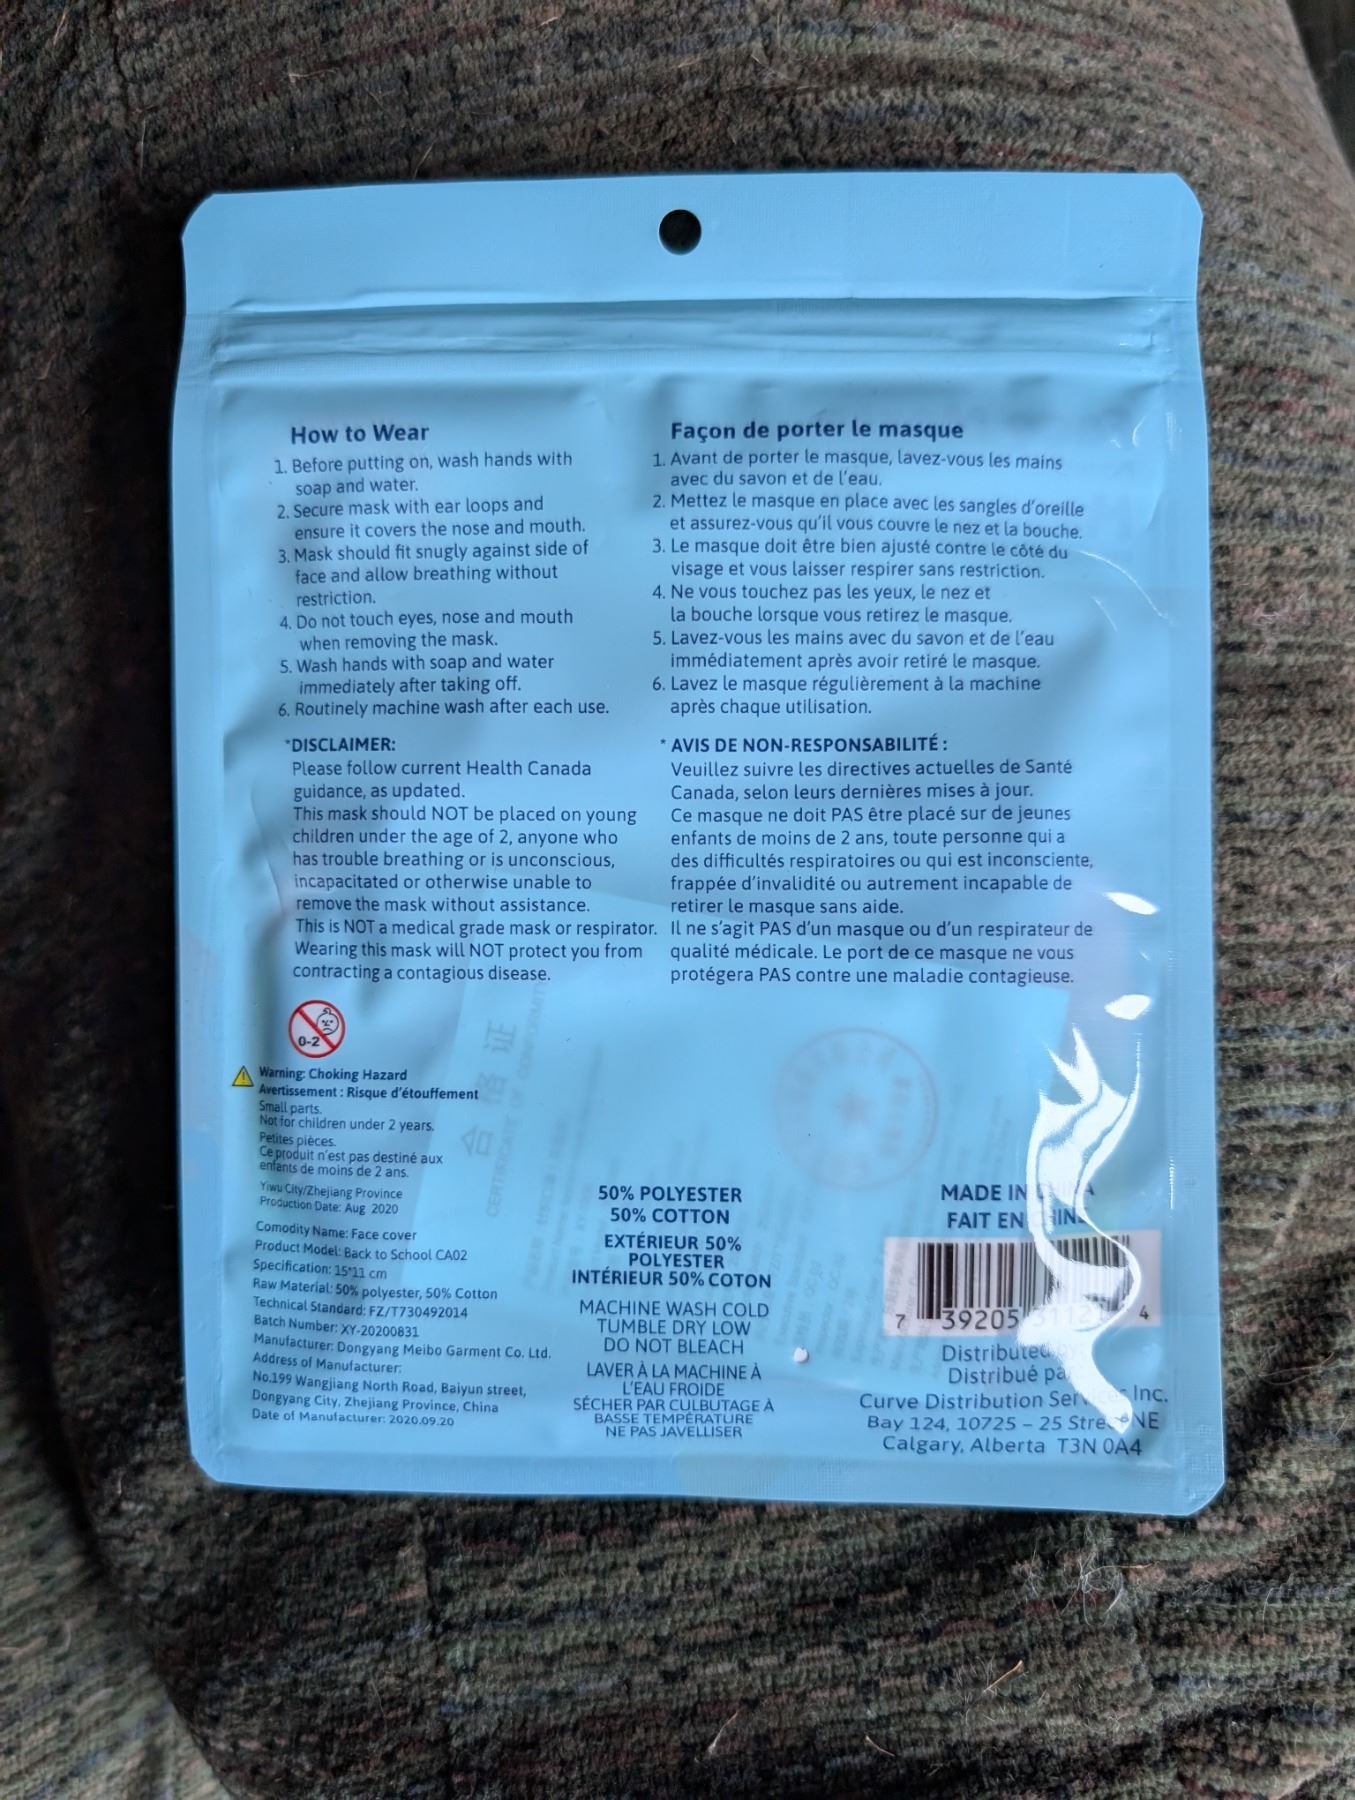 How to Wear
1. Before putting on, wash hands with
soap and water.
2. Secure mask with ear loops and
ensure it covers the nose and mouth.
3. Mask should fit snugly against side of
face and allow breathing without
restriction.
4. Do not touch eyes, nose and mouth
when removing the mask.
5. Wash hands with soap and water
immediately after taking off.
6. Routinely machine wash after each use.
*DISCLAIMER:
Please follow current Health Canada
guidance, as updated.
This mask should NOT be placed on young
children under the age of 2, anyone who
has trouble breathing or is unconscious,
incapacitated or otherwise unable to
remove the mask without assistance.
This is NOT a medical grade mask or respirator.
Wearing this mask will NOT protect you from
contracting a contagious disease.
Façon de porter le masque
1. Avant de porter le masque, lavez-vous les mains
avec du savon et de l'eau.
2. Mettez le masque en place avec les sangles d'oreille
et assurez-vous qu'il vous couvre le nez et la bouche.
3. Le masque doit être bien ajusté contre le côté du
visage et vous laisser respirer sans restriction.
4. Ne vous touchez pas les yeux, le nez et
la bouche lorsque vous retirez le masque.
5. Lavez-vous les mains avec du savon et de l'eau
immédiatement après avoir retiré le masque.
6. Lavez le masque régulièrement à la machine
après chaque utilisation.
* AVIS DE NON-RESPONSABILITÉ :
Veuillez suivre les directives actuelles de Santé
Canada, selon leurs dernières mises à jour.
Ce masque ne doit PAS être placé sur de jeunes
enfants de moins de 2 ans, toute personne qui a
des difficultés respiratoires ou qui est inconsciente,
frappée d'invalidité ou autrement incapable de
retirer le masque sans aide.
Il ne s'agit PAS d'un masque ou d'un respirateur de
qualité médicale. Le port de ce masque ne vous
protégera PAS contre une maladie contagieuse.
0-2
Warning: Choking Hazard
Avertissement : Risque d'étouffement
Small parts.
Not for children under 2 years.
Petites pièces.
Ce produit n'est pas destiné aux
enfants de moins de 2 ans.
Yiwu City/Zhejiang Province
Production Date: Aug 2020
Comodity Name: Face cover
Product Model: Back to School CA02
Specification: 15*11 cm
Raw Material: 50% polyester, 50% Cotton
Technical Standard: FZ/T730492014
Batch Number: XY-20200831
Manufacturer: Dongyang Meibo Garment Co. Ltd.
Address of Manufacturer:
No.199 Wangjiang North Road, Baiyun street,
Dongyang City, Zhejiang Province, China
Date of Manufacturer: 2020.09.20
合格证
CERTIFICATE OF CONFORMITY
50% POLYESTER
50% COTTON
EXTÉRIEUR 50%
POLYESTER
INTÉRIEUR 50% COTON
MACHINE WASH COLD
TUMBLE DRY LOW
DO NOT BLEACH
LAVER À LA MACHINE À
L'EAU FROIDE
SÉCHER PAR CULBUTAGE À
BASSE TEMPÉRATURE
NE PAS JAVELLISER
MADE IN CHINA
FAIT EN
7 39205 4
Distributed
Distribué par
Curve Distribution Services Inc.
Bay 124, 10725 – 25 Street NE
Calgary, Alberta T3N 0A4